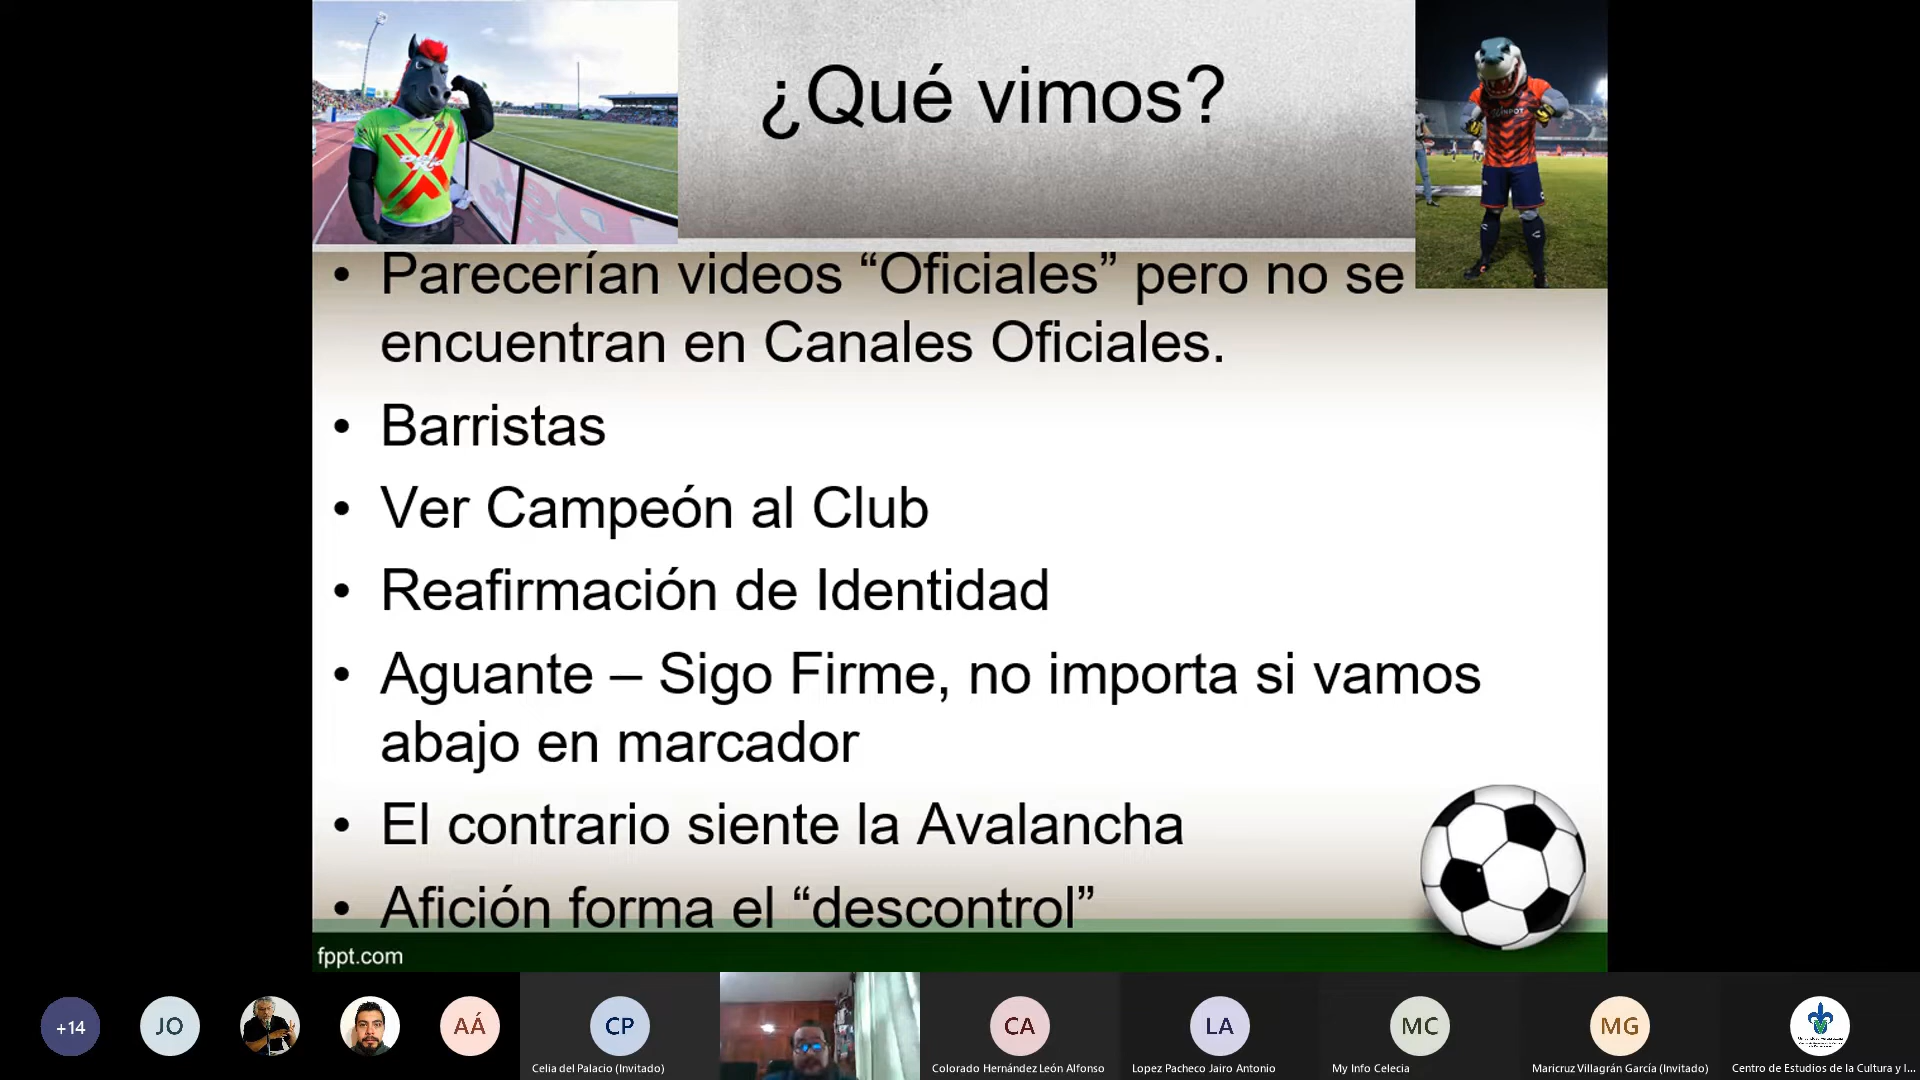 ¿Qué vimos?
• Parecerían videos “Oficiales” pero no se
encuentran en Canales Oficiales.
• Barristas
• Ver Campeón al Club
• Reafirmación de Identidad
• Aguante – Sigo Firme, no importa si vamos
abajo en marcador
• El contrario siente la Avalancha
• Afición forma el “descontrol”
fppt.com
+14
JO
AÁ
CP
CA
LA
MC
MG
Celia del Palacio (Invitado)
Colorado Hernández León Alfonso
Lopez Pacheco Jairo Antonio
My Info Celecia
Maricruz Villagrán García (Invitado)
Centro de Estudios de la Cultura y l...